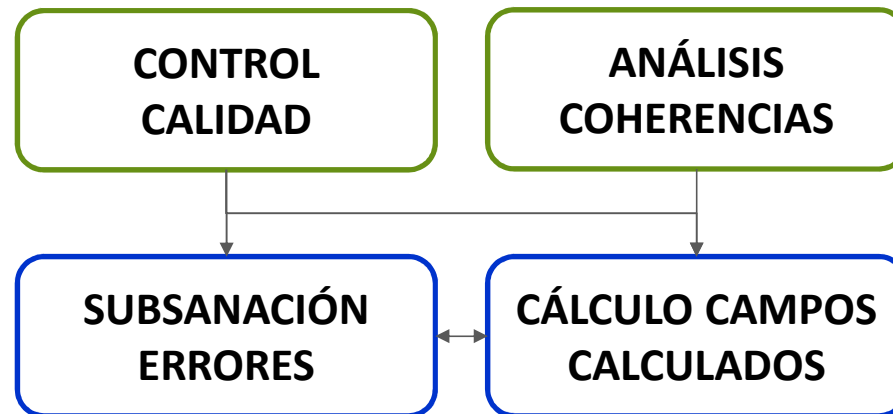 CONTROL
CALIDAD
ANÁLISIS
COHERENCIAS
SUBSANACIÓN
ERRORES
CÁLCULO CAMPOS
CALCULADOS